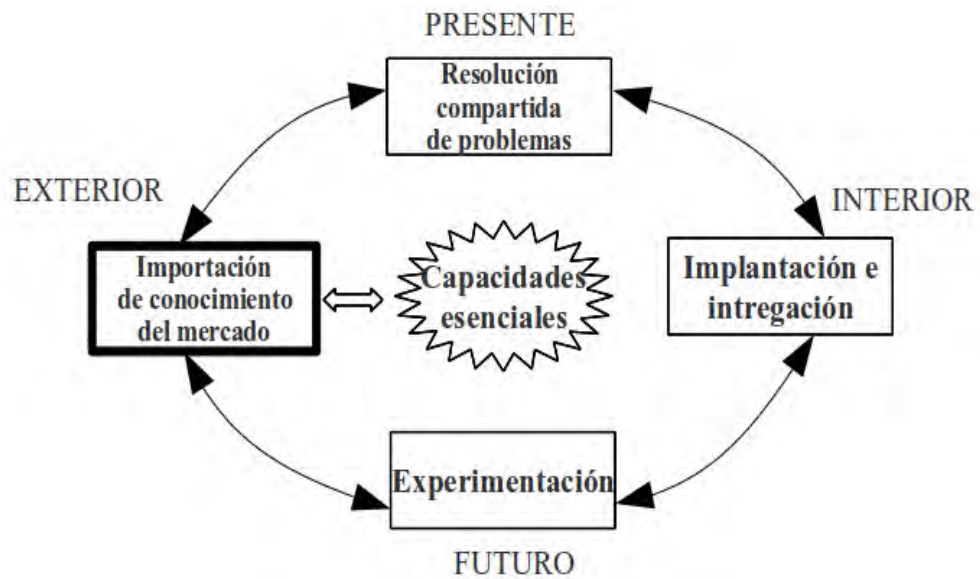 PRESENTE
Resolución
compartida
de problemas
EXTERIOR
INTERIOR
Importación
de conocimiento
del mercado
Capacidades
esenciales
Implantación e
intregación
Experimentación
FUTURO